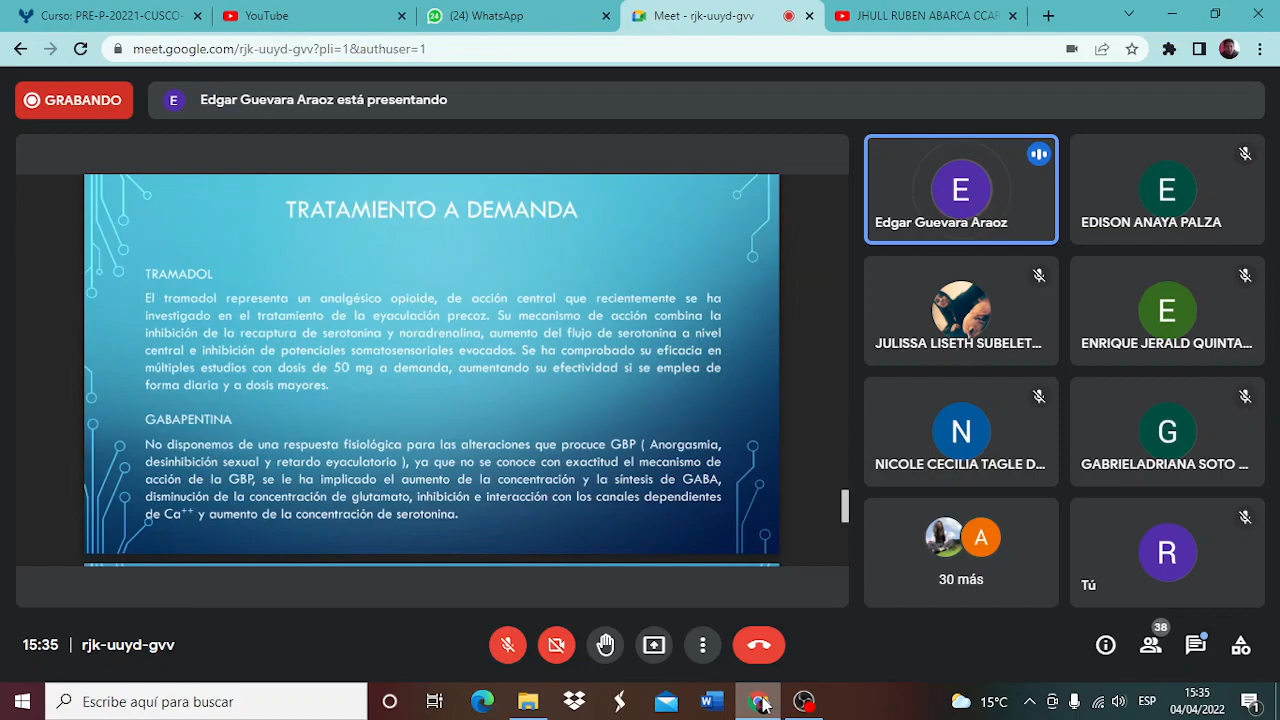 Curso: PRE-P-20221-CUSCO-
YouTube
(24) WhatsApp
Meet - rjk-uuyd-gvv
JHULL RUBEN ABARCA CCAR
meet.google.com/rjk-uuyd-gvv?pli=1&authuser=1
GRABANDO
E Edgar Guevara Araoz está presentando
TRATAMIENTO A DEMANDA
TRAMADOL
El tramadol representa un analgésico opioide, de acción central que recientemente se ha
investigado en el tratamiento de la eyaculación precoz. Su mecanismo de acción combina la
inhibición de la recaptura de serotonina y noradrenalina, aumento del flujo de serotonina a nivel
central e inhibición de potenciales somatosensoriales evocados. Se ha comprobado su eficacia en
múltiples estudios con dosis de 50 mg a demanda, aumentando su efectividad si se emplea de
forma diaria y a dosis mayores.
GABAPENTINA
No disponemos de una respuesta fisiológica para las alteraciones que procuce GBP ( Anorgasmia,
desinhibición sexual y retardo eyaculatorio ), ya que no se conoce con exactitud el mecanismo de
acción de la GBP, se le ha implicado el aumento de la concentración y la síntesis de GABA,
disminución de la concentración de glutamato, inhibición e interacción con los canales dependientes
de Ca⁺⁺ y aumento de la concentración de serotonina.
E
Edgar Guevara Araoz
E
EDISON ANAYA PALZA
JULISSA LISETH SUBELET...
E
ENRIQUE JERALD QUINTA...
N
NICOLE CECILIA TAGLE D...
G
GABRIELADRIANA SOTO ...
A
30 más
R
Tú
15:35 | rjk-uuyd-gvv
38
Escribe aquí para buscar
15°C
ESP
15:35
04/04/2022
1